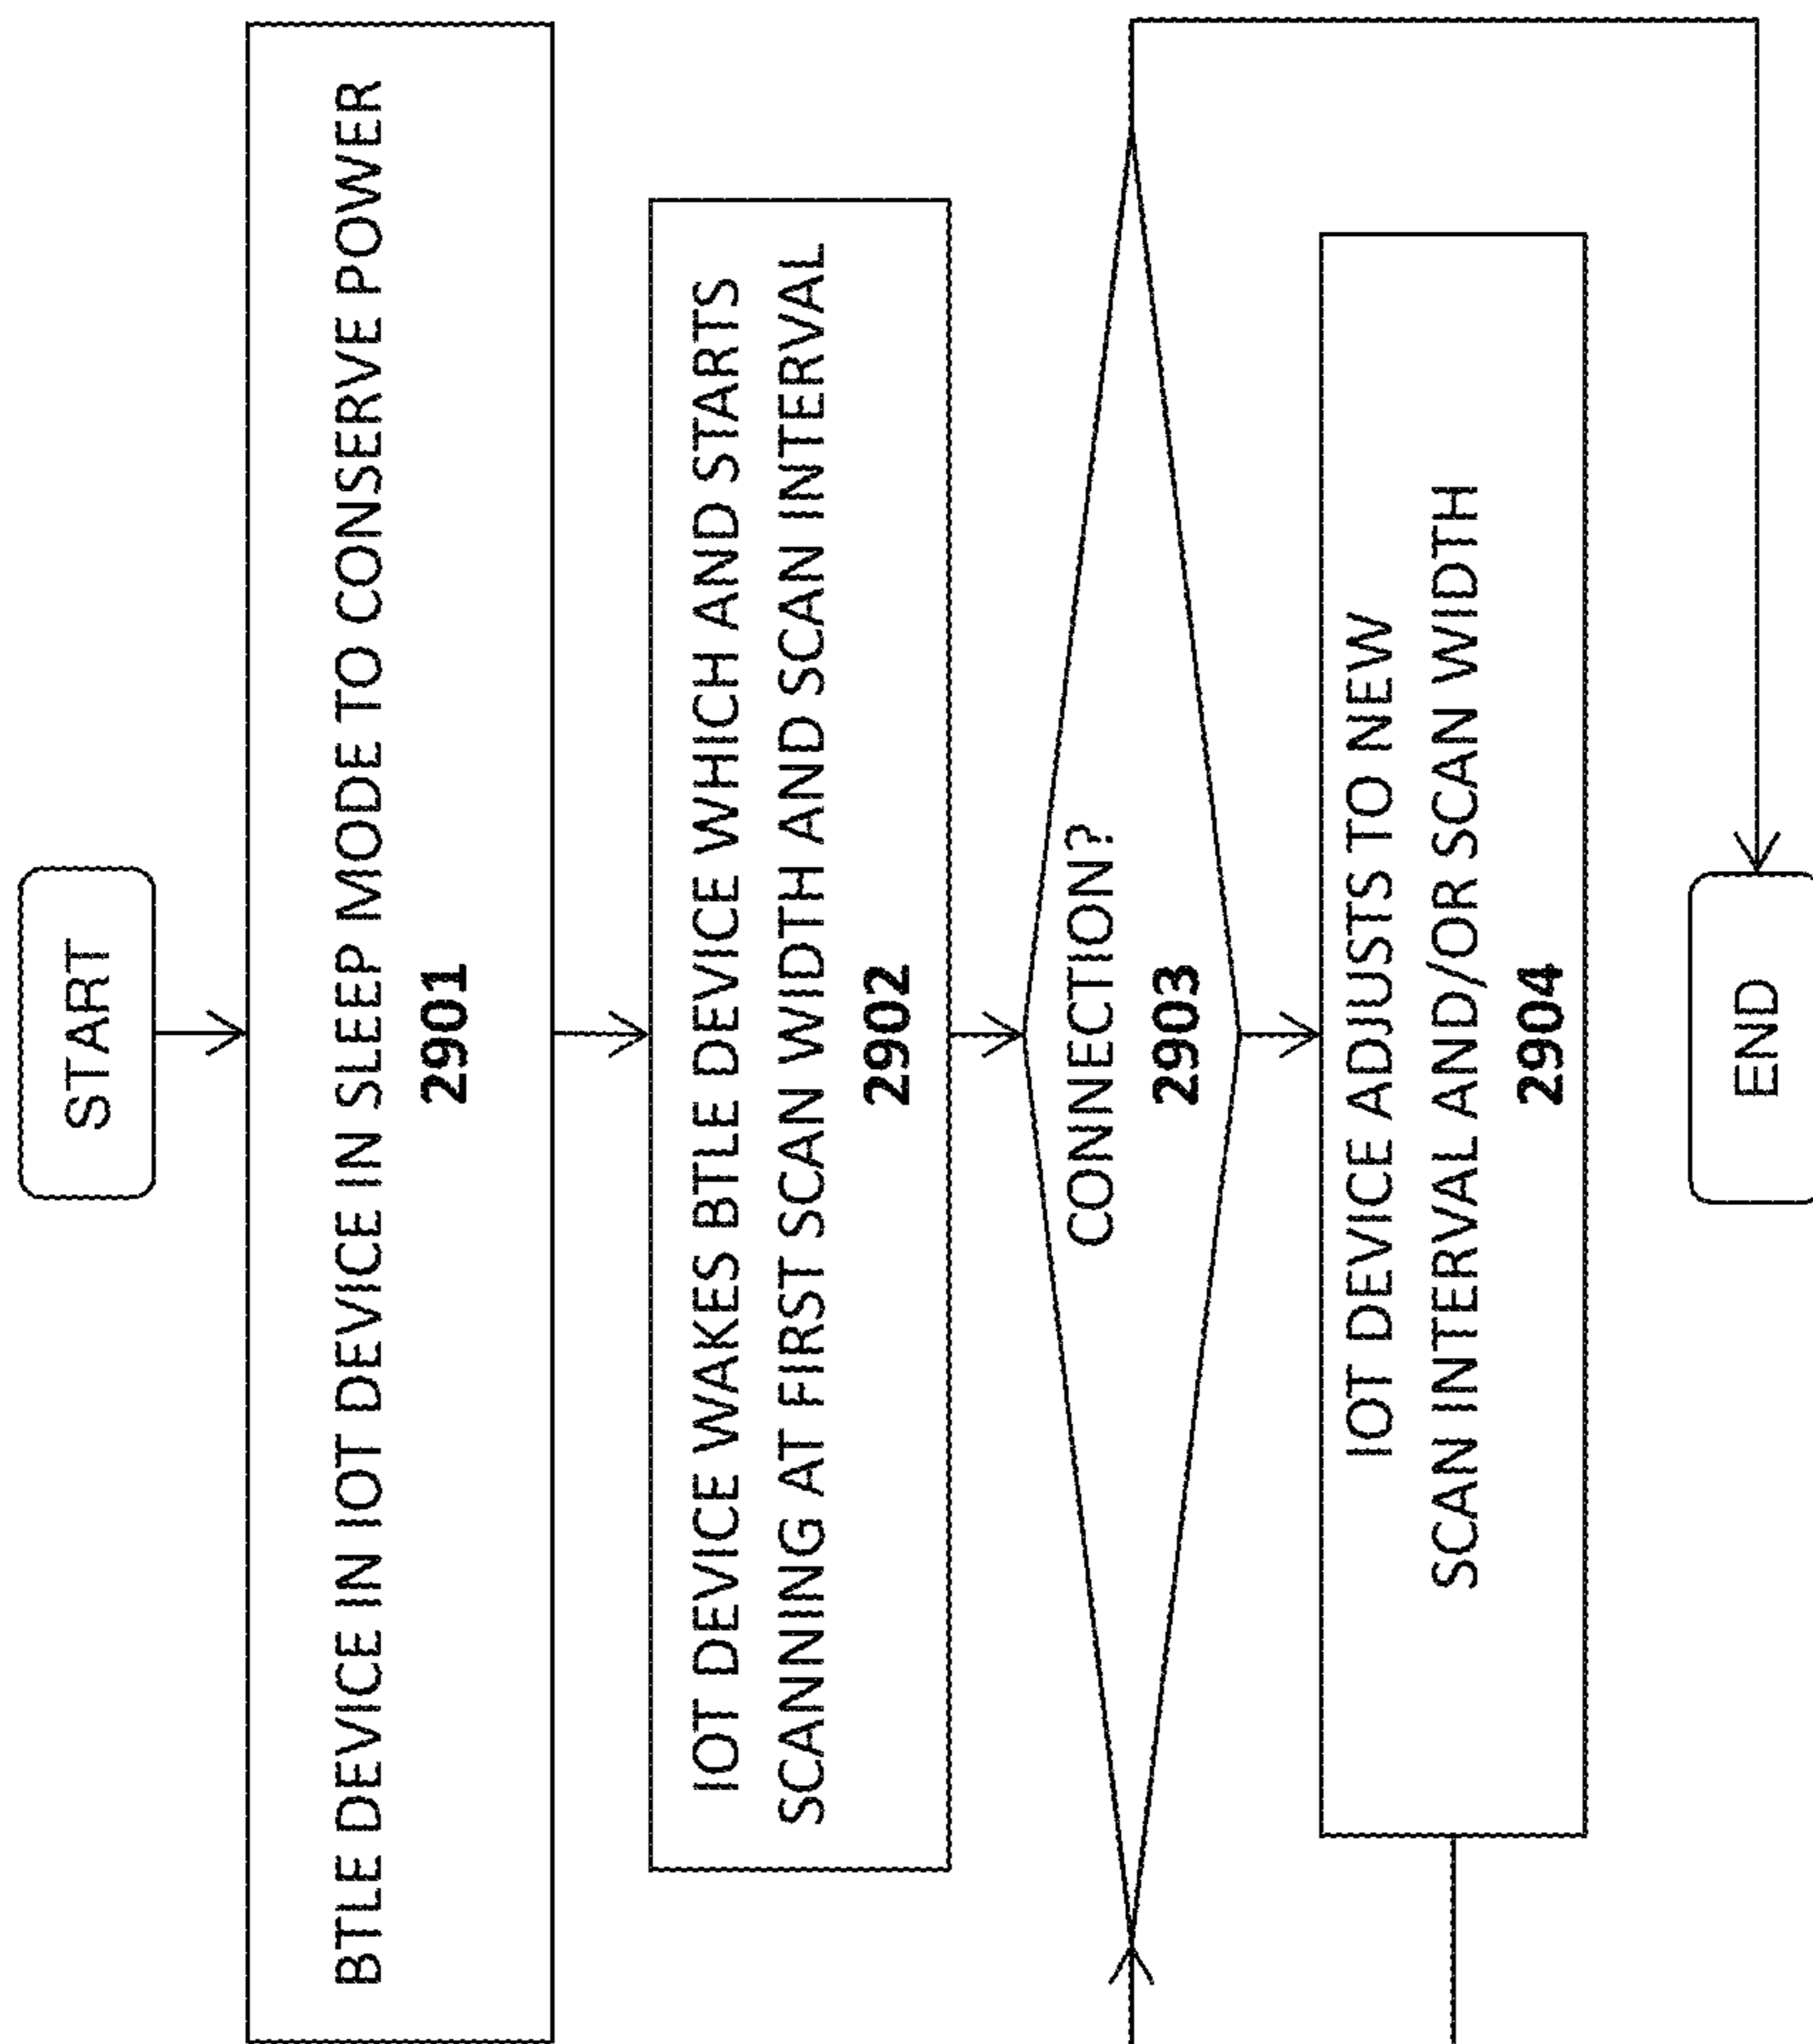 START
BTLE DEVICE IN IOT DEVICE IN SLEEP MODE TO CONSERVE POWER
2901
IOT DEVICE WAKES BTLE DEVICE WHICH AND STARTS
SCANNING AT FIRST SCAN WIDTH AND SCAN INTERVAL
2902
CONNECTION?
2903
IOT DEVICE ADJUSTS TO NEW
SCAN INTERVAL AND/OR SCAN WIDTH
2904
END